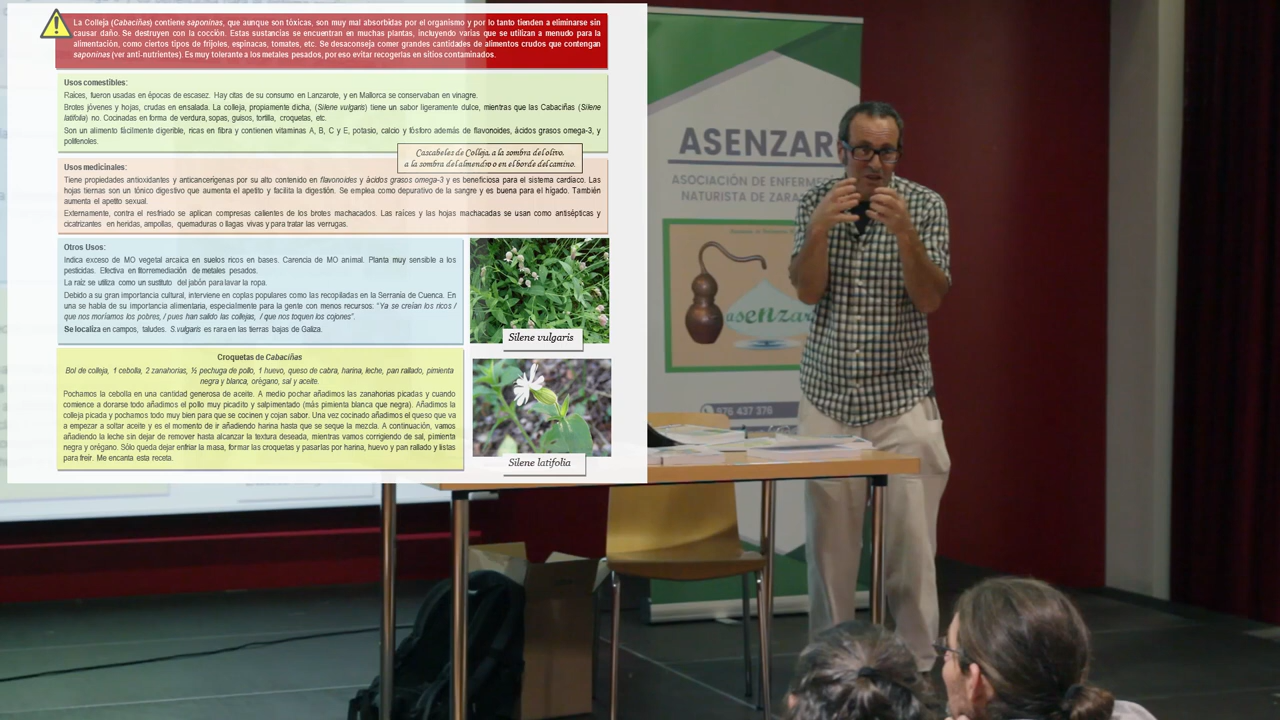 La Colleja (Cabaciñas) contiene saponinas, que aunque son tóxicas, son muy mal absorbidas por el organismo y por lo tanto tienden a eliminarse sin
causar daño. Se destruyen con la cocción. Estas sustancias se encuentran en muchas plantas, incluyendo varias que se utilizan a menudo para la
alimentación, como ciertos tipos de frijoles, espinacas, tomates, etc. Se desaconseja comer grandes cantidades de alimentos crudos que contengan
saponinas (ver anti-nutrientes). Es muy tolerante a los metales pesados, por eso evitar recogerlas en sitios contaminados.
Usos comestibles:
Raíces, fueron usadas en épocas de escasez. Hay citas de su consumo en Lanzarote, y en Mallorca se conservaban en vinagre.
Brotes jóvenes y hojas, crudas en ensalada. La colleja, propiamente dicha, (Silene vulgaris) tiene un sabor ligeramente dulce, mientras que las Cabaciñas (Silene
latifolia) no. Cocinadas en forma de verdura, sopas, guisos, tortilla, croquetas, etc.
Son un alimento fácilmente digerible, ricas en fibra y contienen vitaminas A, B, C y E, potasio, calcio y fósforo además de flavonoides, ácidos grasos omega-3, y
polifenoles.
Cascabeles de Colleja, a la sombra del olivo,
a la sombra del almendro o en el borde del camino.
Usos medicinales:
Tiene propiedades antioxidantes y anticancerígenas por su alto contenido en flavonoides y ácidos grasos omega-3 y es beneficiosa para el sistema cardíaco. Las
hojas tiernas son un tónico digestivo que aumenta el apetito y facilita la digestión. Se emplea como depurativo de la sangre y es buena para el hígado. También
aumenta el apetito sexual.
Externamente, contra el resfriado se aplican compresas calientes de los brotes machacados. Las raíces y las hojas machacadas se usan como antisépticas y
cicatrizantes en heridas, ampollas, quemaduras o llagas vivas y para tratar las verrugas.
Otros Usos:
Indica exceso de MO vegetal arcaica en suelos ricos en bases. Carencia de MO animal. Planta muy sensible a los
pesticidas. Efectiva en fitorremediación de metales pesados.
La raíz se utiliza como un sustituto del jabón para lavar la ropa.
Debido a su gran importancia cultural, interviene en coplas populares como las recopiladas en la Serranía de Cuenca. En
una se habla de su importancia alimentaria, especialmente para la gente con menos recursos: "Ya se creían los ricos /
que nos moríamos los pobres, / pues han salido las collejas, / que nos toquen los cojones".
Se localiza en campos, taludes. S.vulgaris es rara en las tierras bajas de Galiza.
Silene vulgaris
Croquetas de Cabaciñas
Bol de colleja, 1 cebolla, 2 zanahorias, ½ pechuga de pollo, 1 huevo, queso de cabra, harina, leche, pan rallado, pimienta
negra y blanca, orégano, sal y aceite.
Pochamos la cebolla en una cantidad generosa de aceite. A medio pochar añadimos las zanahorias picadas y cuando
comience a dorarse todo añadimos el pollo muy picadito y salpimentado (más pimienta blanca que negra). Añadimos la
colleja picada y pochamos todo muy bien para que se cocinen y cojan sabor. Una vez cocinado añadimos el queso que va
a empezar a soltar aceite y es el momento de ir añadiendo harina hasta que se seque la mezcla. A continuación, vamos
añadiendo la leche sin dejar de remover hasta alcanzar la textura deseada, mientras vamos corrigiendo de sal, pimienta
negra y orégano. Sólo queda dejar enfriar la masa, formar las croquetas y pasarlas por harina, huevo y pan rallado y listas
para freír. Me encanta esta receta.
Silene latifolia
ASENZAR
ASOCIACIÓN DE ENFERME
NATURISTA DE ZARA
asenzar
876 437 376